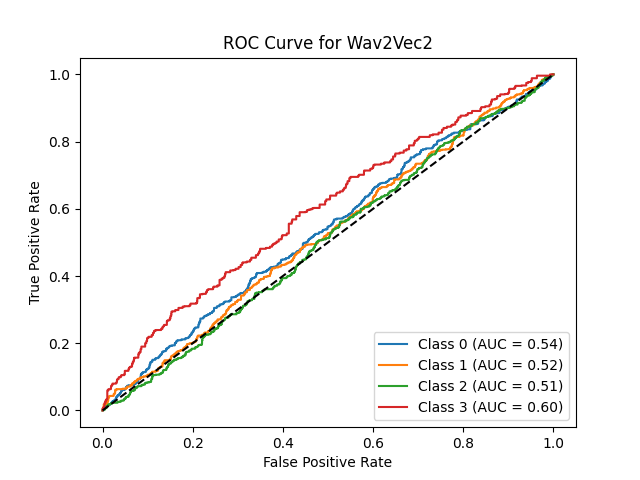 ROC Curve for Wav2Vec2
True Positive Rate
1.0
0.8
0.6
0.4
0.2
0.0
Class 0 (AUC = 0.54)
Class 1 (AUC = 0.52)
Class 2 (AUC = 0.51)
Class 3 (AUC = 0.60)
0.0 0.2 0.4 0.6 0.8 1.0
False Positive Rate